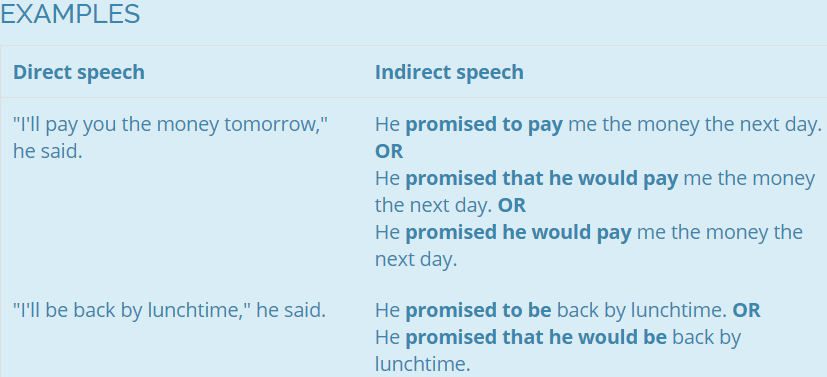 EXAMPLES
Direct speech
Indirect speech
"I'll pay you the money tomorrow,"
he said.
He promised to pay me the money the next day.
OR
He promised that he would pay me the money
the next day. OR
He promised he would pay me the money the
next day.
"I'll be back by lunchtime," he said.
He promised to be back by lunchtime. OR
He promised that he would be back by
lunchtime.